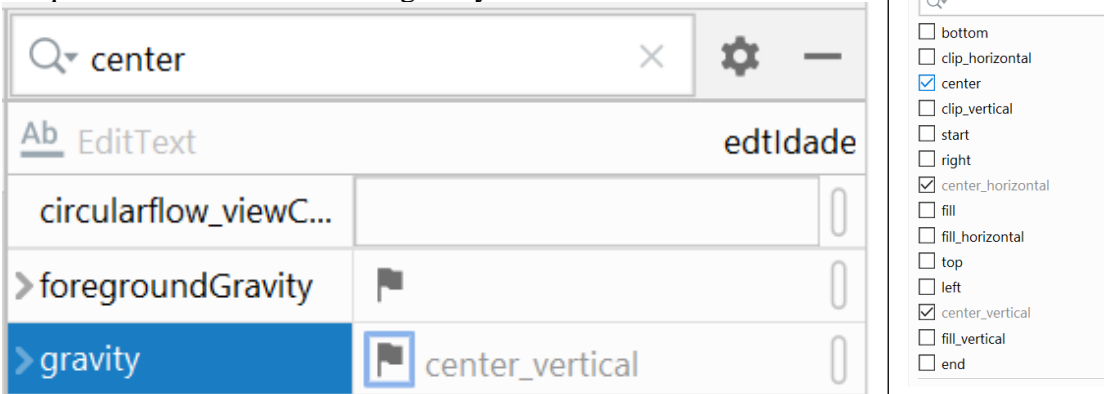 center
Ab EditText edtIdade
circularflow_viewC...
foregroundGravity
gravity center_vertical
bottom
clip_horizontal
center
clip_vertical
start
right
center_horizontal
fill
fill_horizontal
top
left
center_vertical
fill_vertical
end